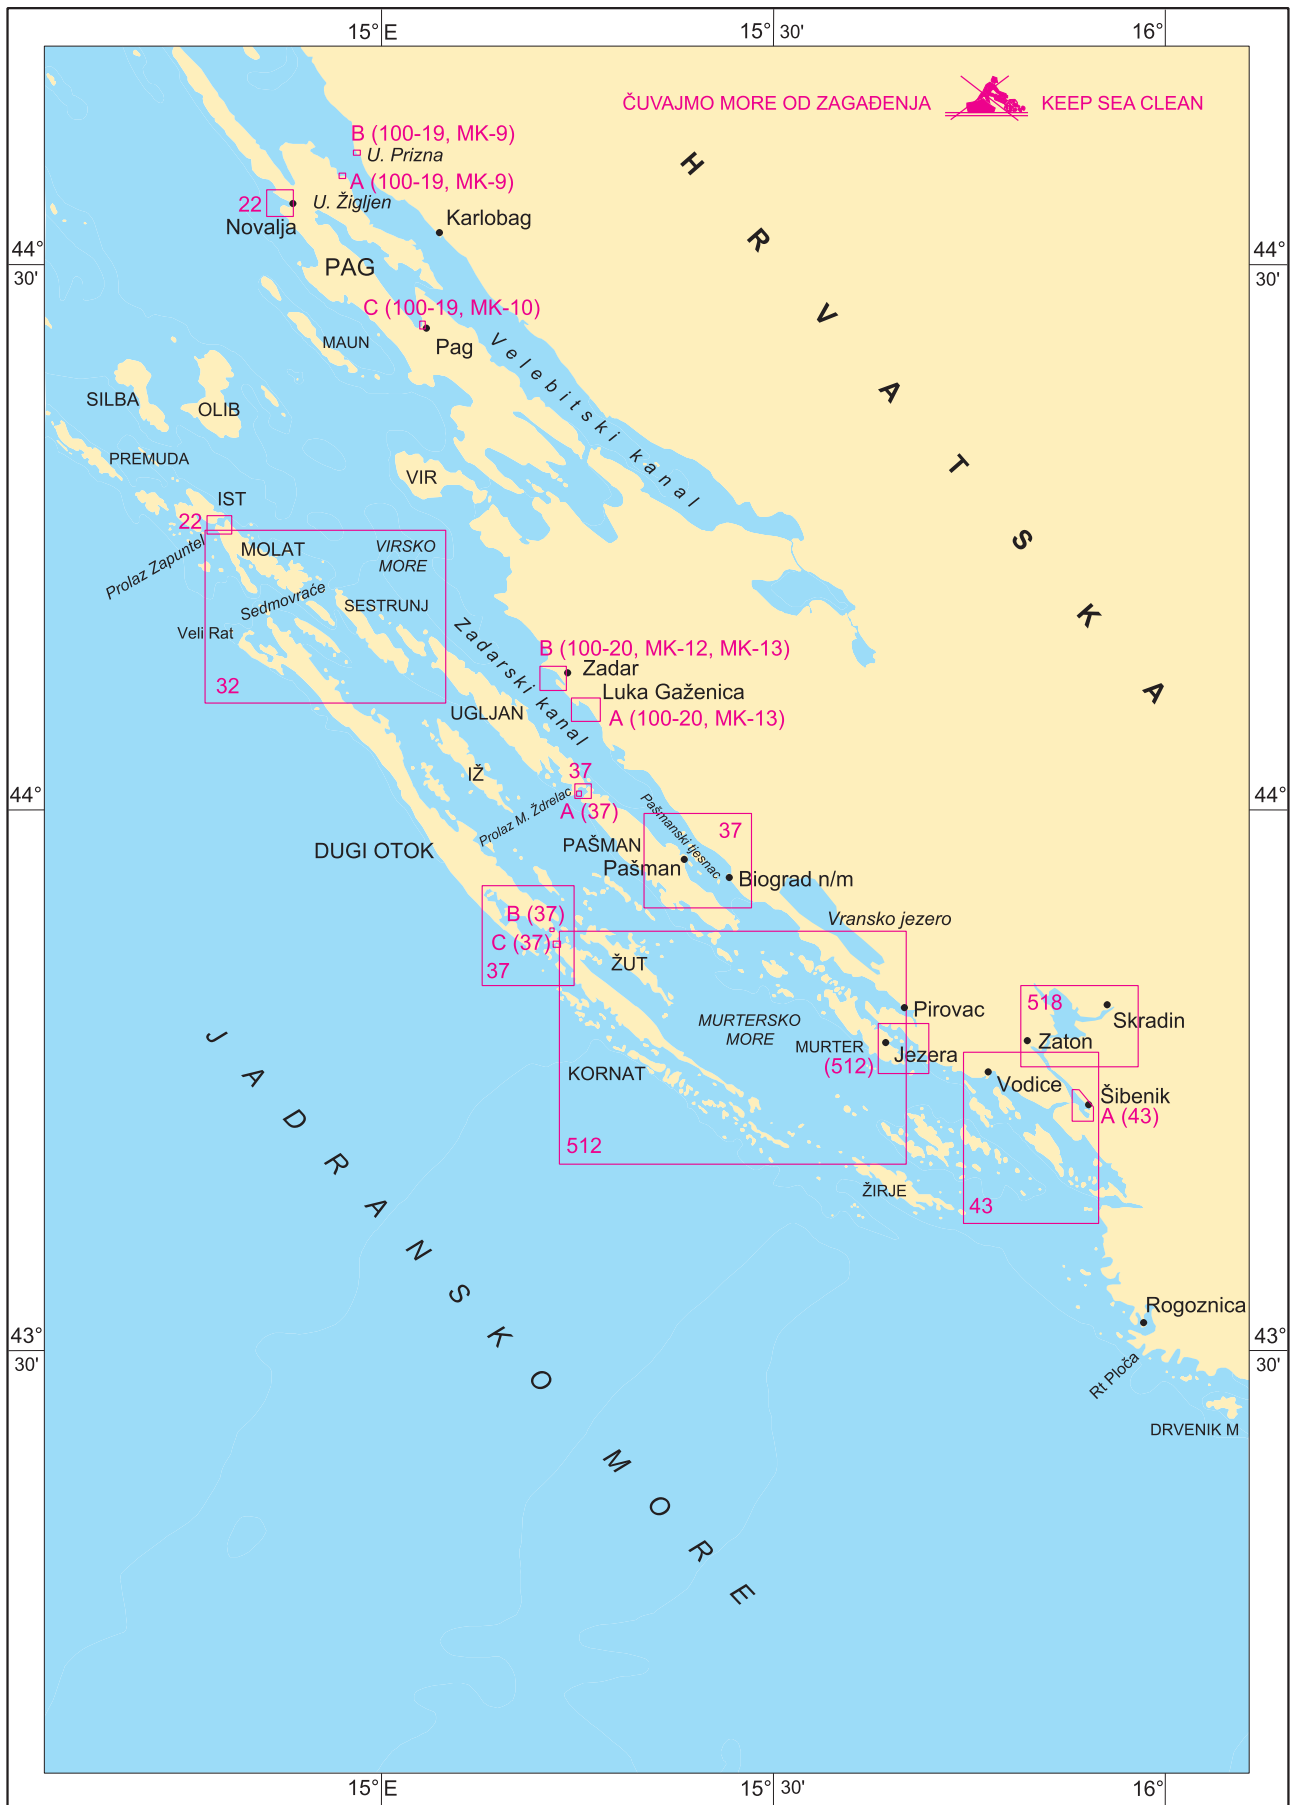 15° E
15° 30'
16°
ČUVAJMO MORE OD ZAGAĐENJA
KEEP SEA CLEAN
B (100-19, MK-9)
U. Prizna
A (100-19, MK-9)
22
U. Žigljen
Novalja
Karlobag
44°
30'
44°
30'
PAG
C (100-19, MK-10)
Pag
MAUN
Velebitski kanal
HRVATSKA
SILBA
OLIB
PREMUDA
VIR
IST
22
Prolaz Zapuntel
MOLAT
VIRSKO
MORE
Sedmovraće
SESTRUNJ
Veli Rat
32
Zadarski kanal
B (100-20, MK-12, MK-13)
Zadar
Luka Gaženica
A (100-20, MK-13)
UGLJAN
IŽ
37
Prolaz M. Ždrelac
A (37)
44°
44°
Pašmanski tjesnac
37
DUGI OTOK
PAŠMAN
Pašman
Biograd n/m
B (37)
C (37)
37
Vransko jezero
ŽUT
MURTERSKO
MORE
Pirovac
518
Skradin
Zaton
MURTER
Jezera
(512)
KORNAT
Vodice
Šibenik
A (43)
512
ŽIRJE
43
JADRANSKO MORE
Rogoznica
43°
30'
43°
30'
Rt Ploča
DRVENIK M
15° E
15° 30'
16°